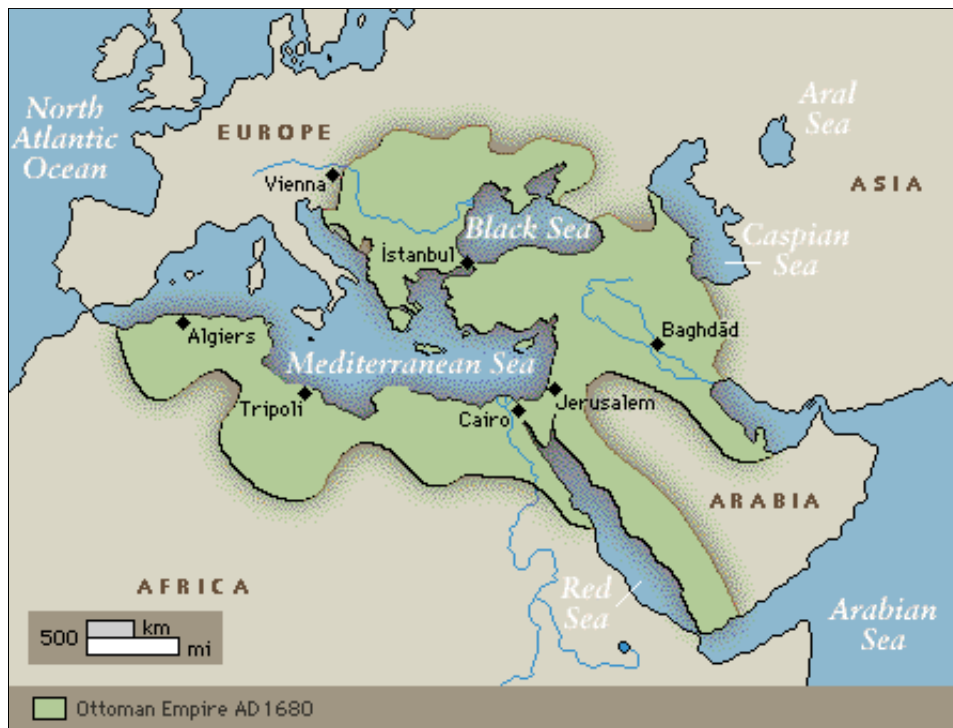 North
Atlantic
Ocean
EUROPE
Aral
Sea
ASIA
Vienna
Black Sea
Caspian
Sea
İstanbul
Baghdād
Algiers
Mediterranean Sea
Tripoli
Cairo
Jerusalem
ARABIA
AFRICA
Red
Sea
Arabian
Sea
500 km
mi
Ottoman Empire AD 1680